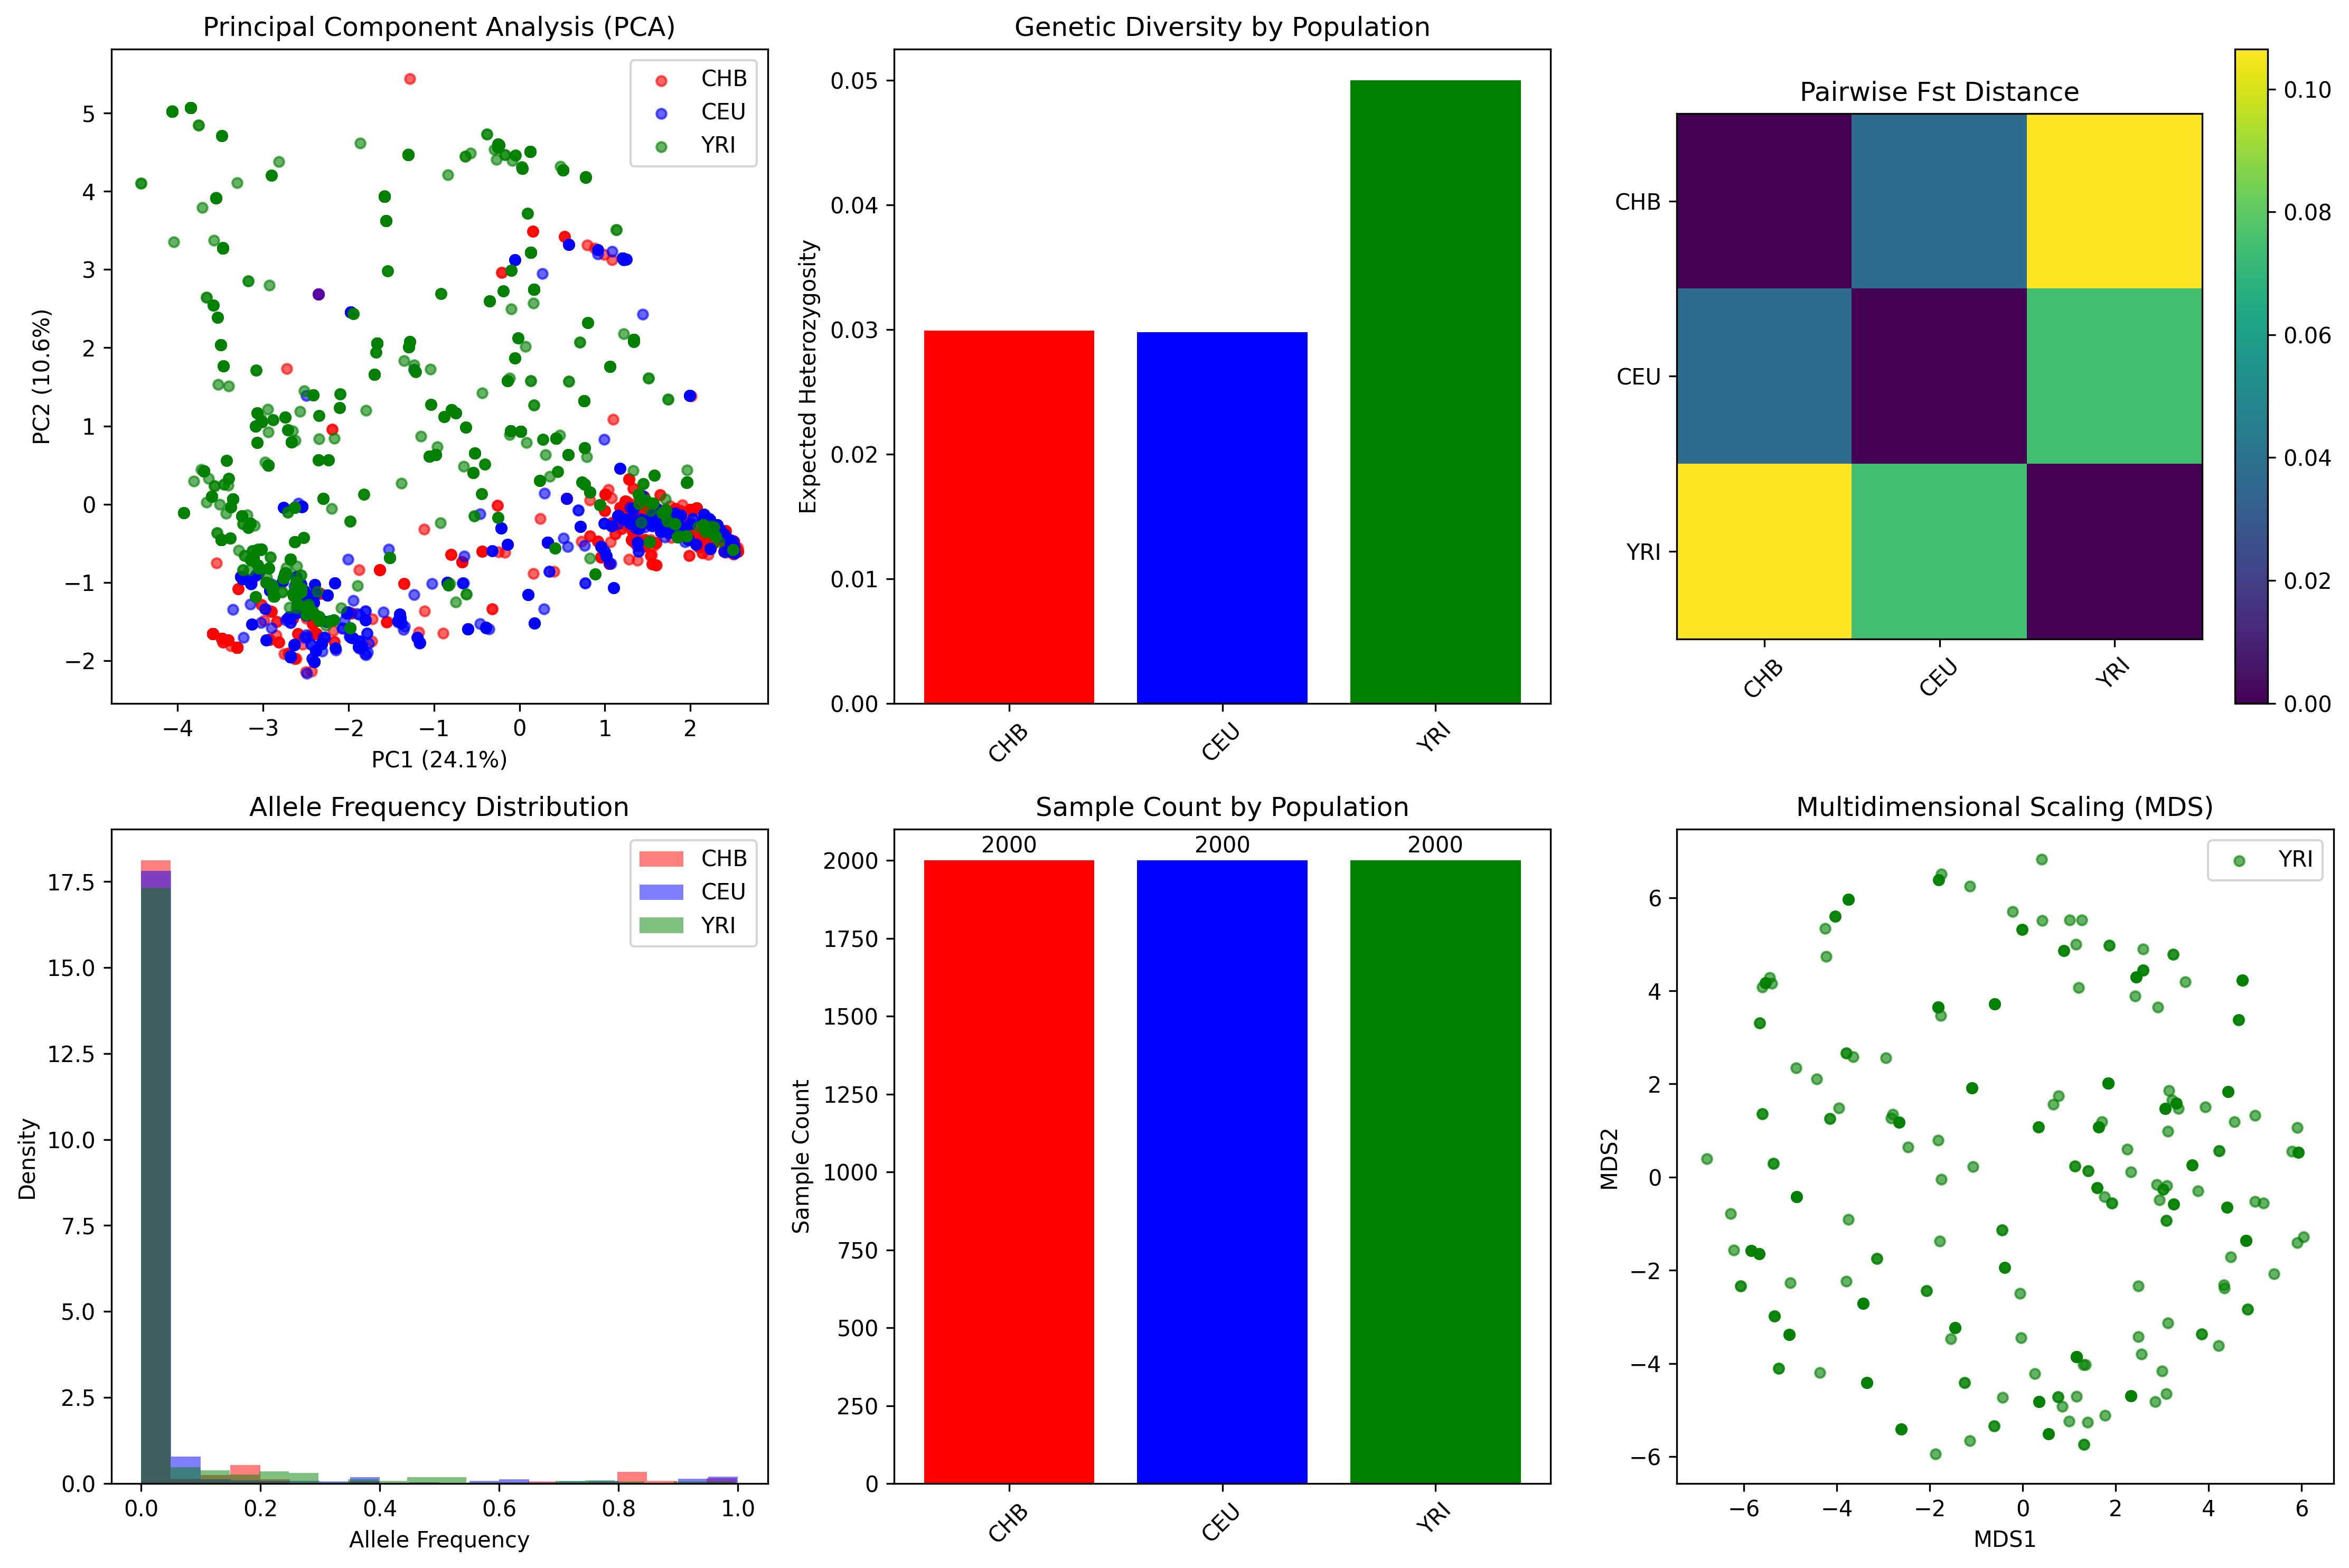 Principal Component Analysis (PCA)
PC2 (10.6%)
5
4
3
2
1
0
−1
−2
−4
−3
−2
−1
0
1
2
PC1 (24.1%)
CHB
CEU
YRI
Genetic Diversity by Population
Expected Heterozygosity
0.05
0.04
0.03
0.02
0.01
0.00
CHB
CEU
YRI
Pairwise Fst Distance
CHB
CEU
YRI
CHB
CEU
YRI
0.10
0.08
0.06
0.04
0.02
0.00
Allele Frequency Distribution
Density
17.5
15.0
12.5
10.0
7.5
5.0
2.5
0.0
0.0
0.2
0.4
0.6
0.8
1.0
Allele Frequency
CHB
CEU
YRI
Sample Count by Population
Sample Count
2000
1750
1500
1250
1000
750
500
250
0
2000
2000
2000
CHB
CEU
YRI
Multidimensional Scaling (MDS)
MDS2
6
4
2
0
−2
−4
−6
−6
−4
−2
0
2
4
6
MDS1
YRI